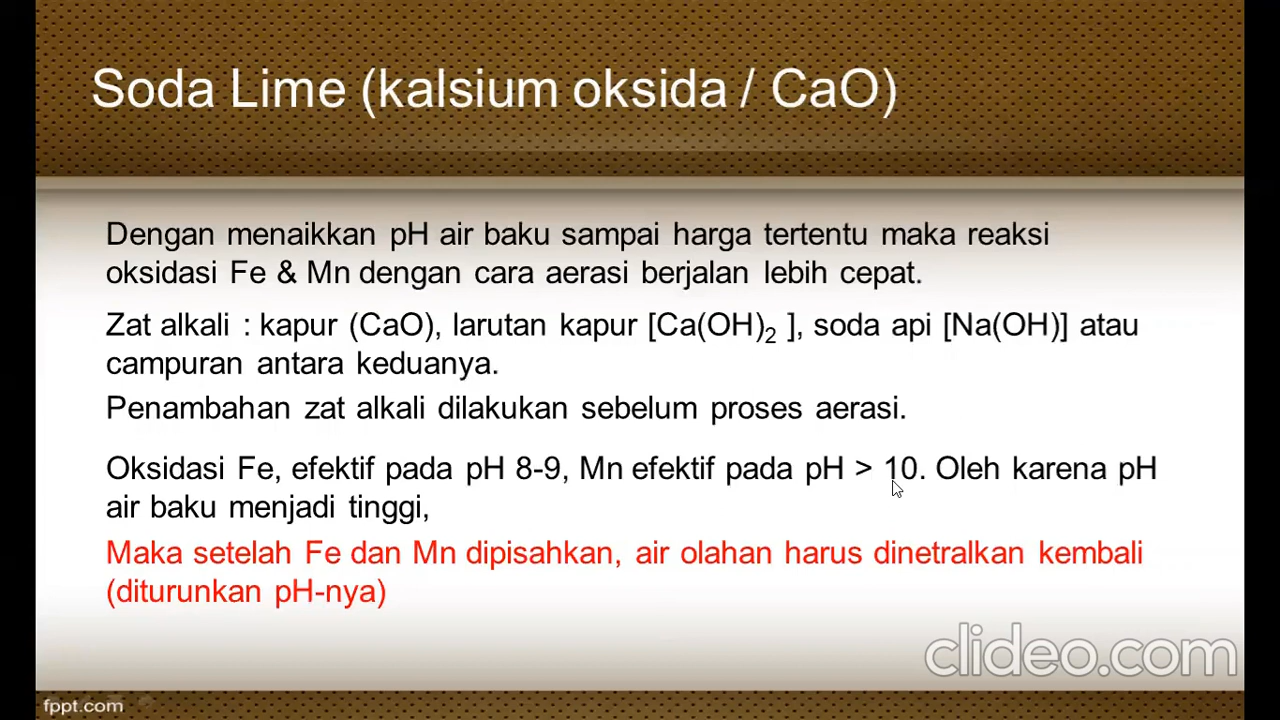 Soda Lime (kalsium oksida / CaO)
Dengan menaikkan pH air baku sampai harga tertentu maka reaksi
oksidasi Fe & Mn dengan cara aerasi berjalan lebih cepat.
Zat alkali : kapur (CaO), larutan kapur [Ca(OH)₂ ], soda api [Na(OH)] atau
campuran antara keduanya.
Penambahan zat alkali dilakukan sebelum proses aerasi.
Oksidasi Fe, efektif pada pH 8-9, Mn efektif pada pH > 10. Oleh karena pH
air baku menjadi tinggi,
Maka setelah Fe dan Mn dipisahkan, air olahan harus dinetralkan kembali
(diturunkan pH-nya)
clideo.com
fppt.com